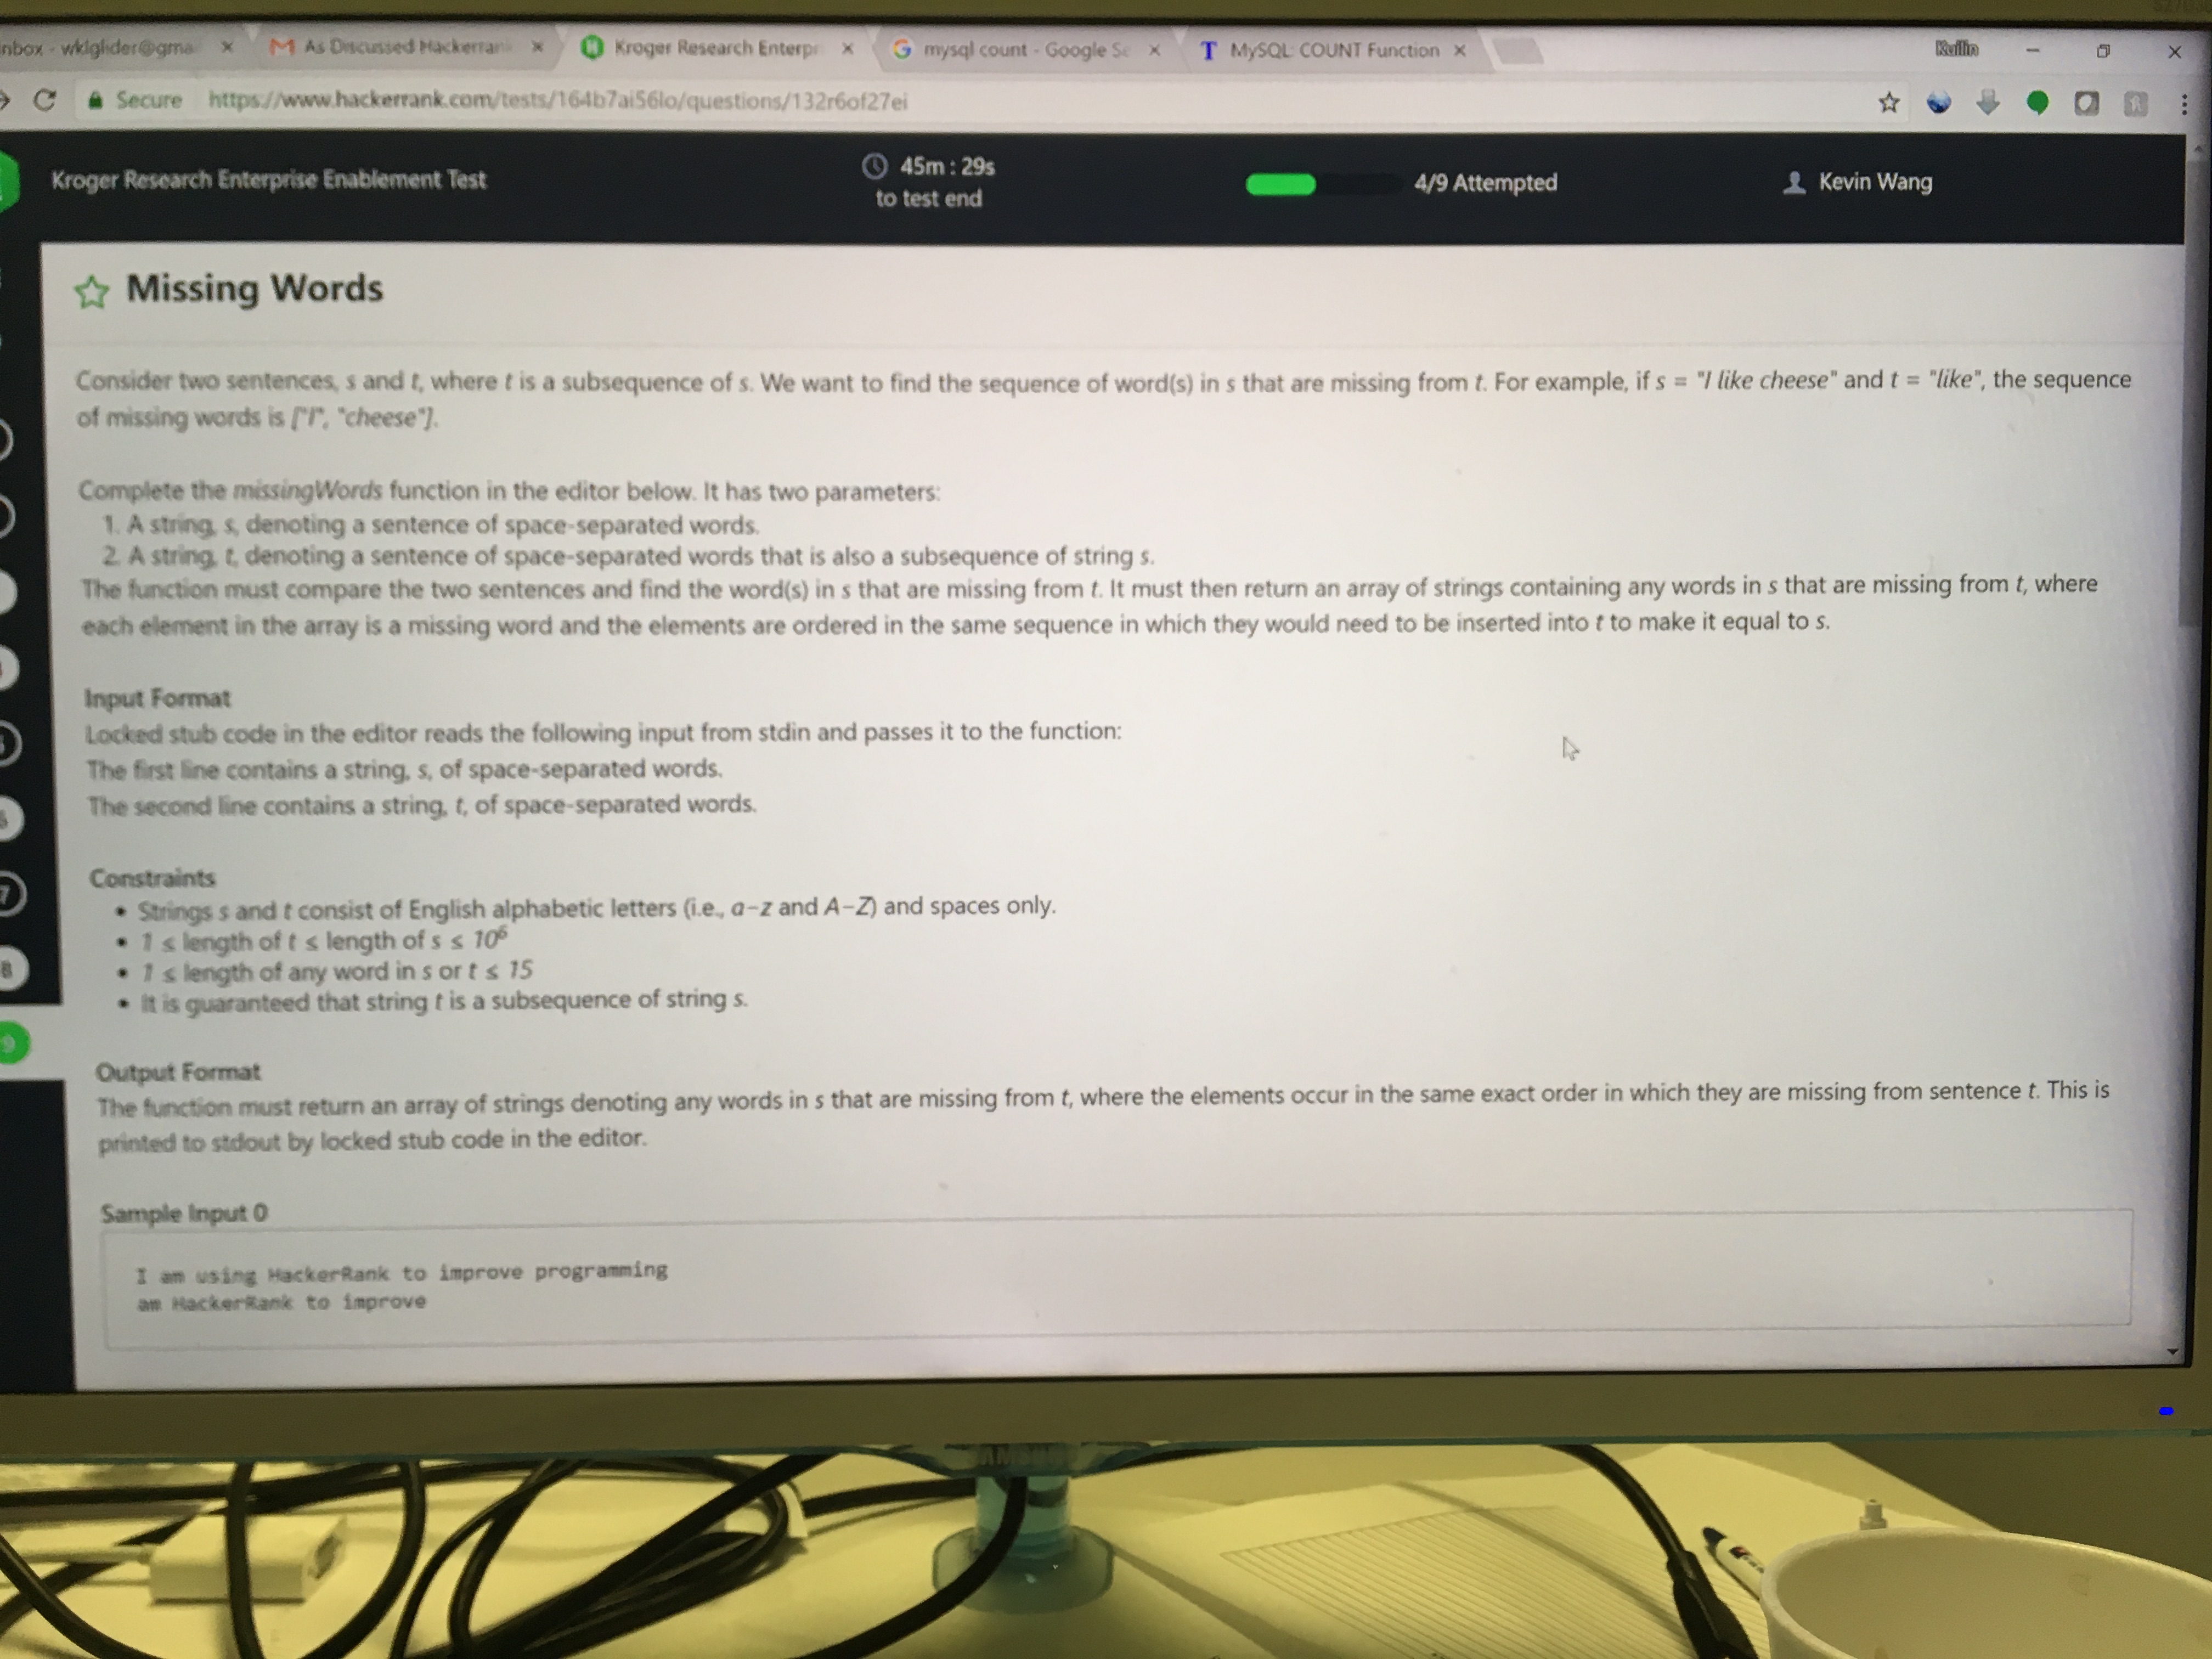 nbox - wklglider@gma
As Discussed Hackerrank
Kroger Research Enterpr
mysql count - Google Se
MySQL COUNT Function
Secure https://www.hackerrank.com/tests/164b7ai56lo/questions/132r6of27ei
Kroger Research Enterprise Enablement Test
45m : 29s
to test end
4/9 Attempted
Kevin Wang
Missing Words
Consider two sentences, s and t, where t is a subsequence of s. We want to find the sequence of word(s) in s that are missing from t. For example, if s = "I like cheese" and t = "like", the sequence
of missing words is ["I", "cheese"].
Complete the missingWords function in the editor below. It has two parameters:
1. A string, s, denoting a sentence of space-separated words.
2. A string, t, denoting a sentence of space-separated words that is also a subsequence of string s.
The function must compare the two sentences and find the word(s) in s that are missing from t. It must then return an array of strings containing any words in s that are missing from t, where
each element in the array is a missing word and the elements are ordered in the same sequence in which they would need to be inserted into t to make it equal to s.
Input Format
Locked stub code in the editor reads the following input from stdin and passes it to the function:
The first line contains a string, s, of space-separated words.
The second line contains a string, t, of space-separated words.
Constraints
• Strings s and t consist of English alphabetic letters (i.e., a-z and A-Z) and spaces only.
• 1 ≤ length of t ≤ length of s ≤ 10⁶
• 1 ≤ length of any word in s or t ≤ 15
• It is guaranteed that string t is a subsequence of string s.
7
8
9
Output Format
The function must return an array of strings denoting any words in s that are missing from t, where the elements occur in the same exact order in which they are missing from sentence t. This is
printed to stdout by locked stub code in the editor.
Sample Input 0
I am using HackerRank to improve programming
am HackerRank to improve